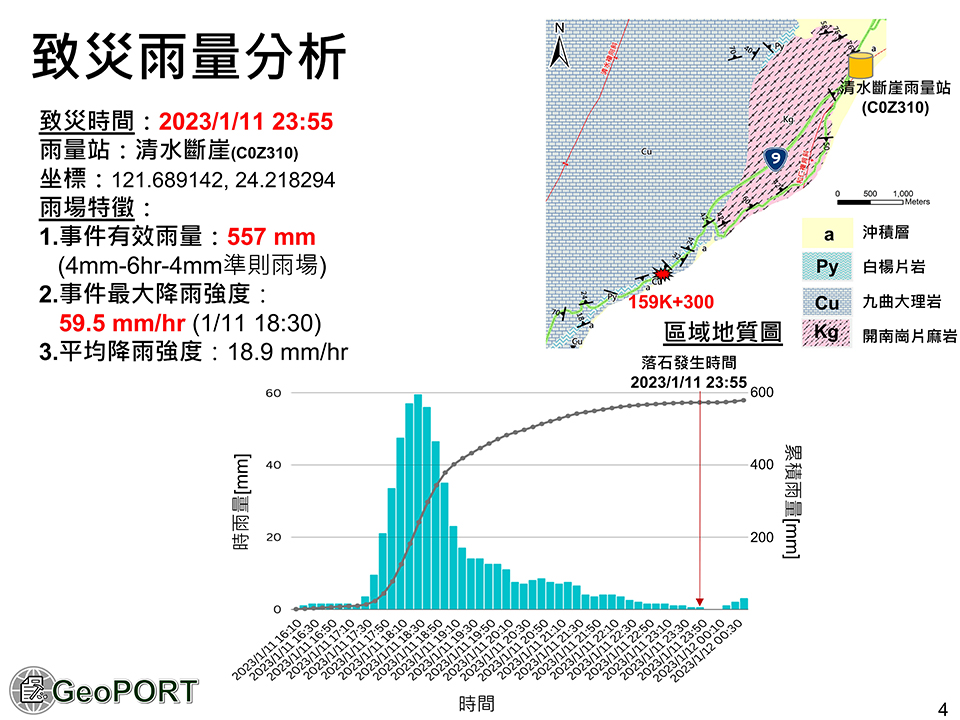 致災雨量分析
致災時間：2023/1/11 23:55
雨量站：清水斷崖(C0Z310)
坐標：121.689142, 24.218294
雨場特徵：
1.事件有效雨量：557 mm
(4mm-6hr-4mm準則雨場)
2.事件最大降雨強度：
59.5 mm/hr (1/11 18:30)
3.平均降雨強度：18.9 mm/hr
N
清水斷崖雨量站
(C0Z310)
a
Kg
Cu
9
a
159K+300
Cu
a
Py
a
Cu
70
區域地質圖
0 500 1,000
Meters
a 沖積層
Py 白楊片岩
Cu 九曲大理岩
Kg 開南崗片麻岩
落石發生時間
2023/1/11 23:55
時雨量[mm]
60
40
20
0
600
400
200
累積雨量[mm]
2023/1/11 16:10
2023/1/11 16:30
2023/1/11 16:50
2023/1/11 17:10
2023/1/11 17:30
2023/1/11 17:50
2023/1/11 18:10
2023/1/11 18:30
2023/1/11 18:50
2023/1/11 19:10
2023/1/11 19:30
2023/1/11 19:50
2023/1/11 20:10
2023/1/11 20:30
2023/1/11 20:50
2023/1/11 21:10
2023/1/11 21:30
2023/1/11 21:50
2023/1/11 22:10
2023/1/11 22:30
2023/1/11 22:50
2023/1/11 23:10
2023/1/11 23:30
2023/1/11 23:50
2023/1/12 00:10
2023/1/12 00:30
時間
GeoPORT
4